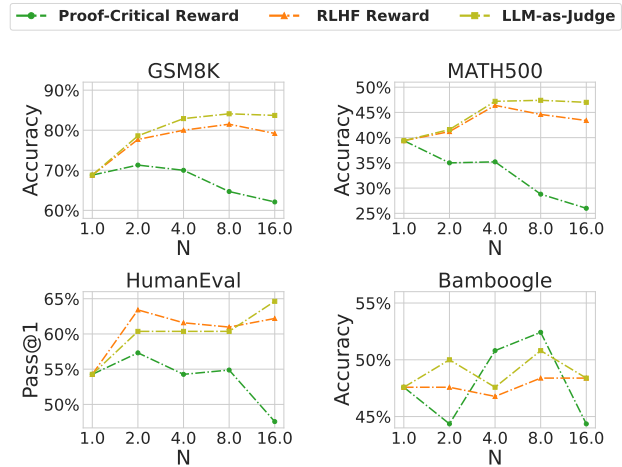 Proof-Critical Reward RLHF Reward LLM-as-Judge
GSM8K
Accuracy
90%
80%
70%
60%
1.0 2.0 4.0 8.0 16.0
N
MATH500
Accuracy
50%
45%
40%
35%
30%
25%
1.0 2.0 4.0 8.0 16.0
N
HumanEval
Pass@1
65%
60%
55%
50%
1.0 2.0 4.0 8.0 16.0
N
Bamboogle
Accuracy
55%
50%
45%
1.0 2.0 4.0 8.0 16.0
N